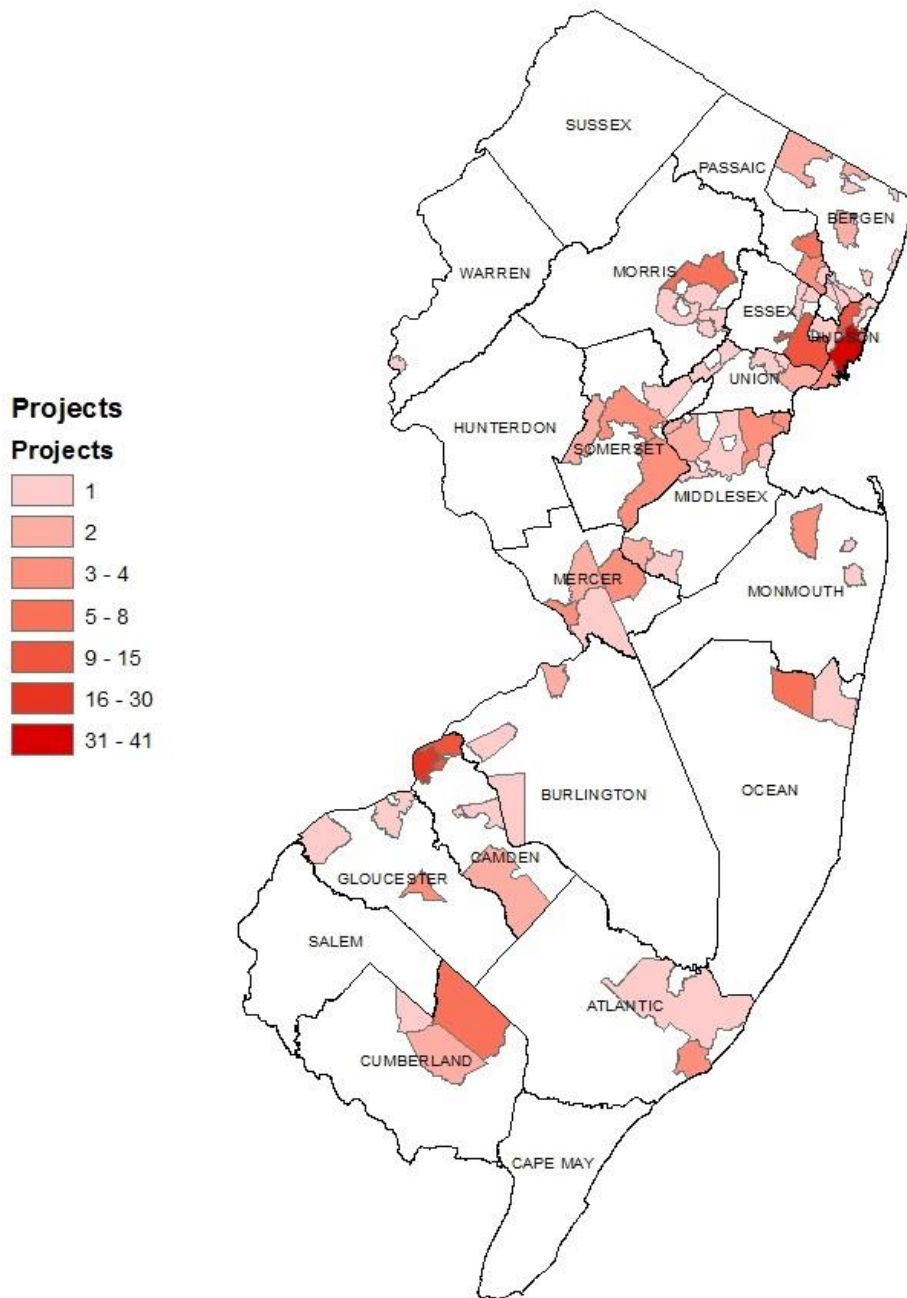 SUSSEX
PASSAIC
BERGEN
WARREN
MORRIS
ESSEX
HUDSON
UNION
Projects
Projects
1
2
3 - 4
5 - 8
9 - 15
16 - 30
31 - 41
HUNTERDON
SOMERSET
MIDDLESEX
MERCER
MONMOUTH
OCEAN
BURLINGTON
CAMDEN
GLOUCESTER
SALEM
ATLANTIC
CUMBERLAND
CAPE MAY